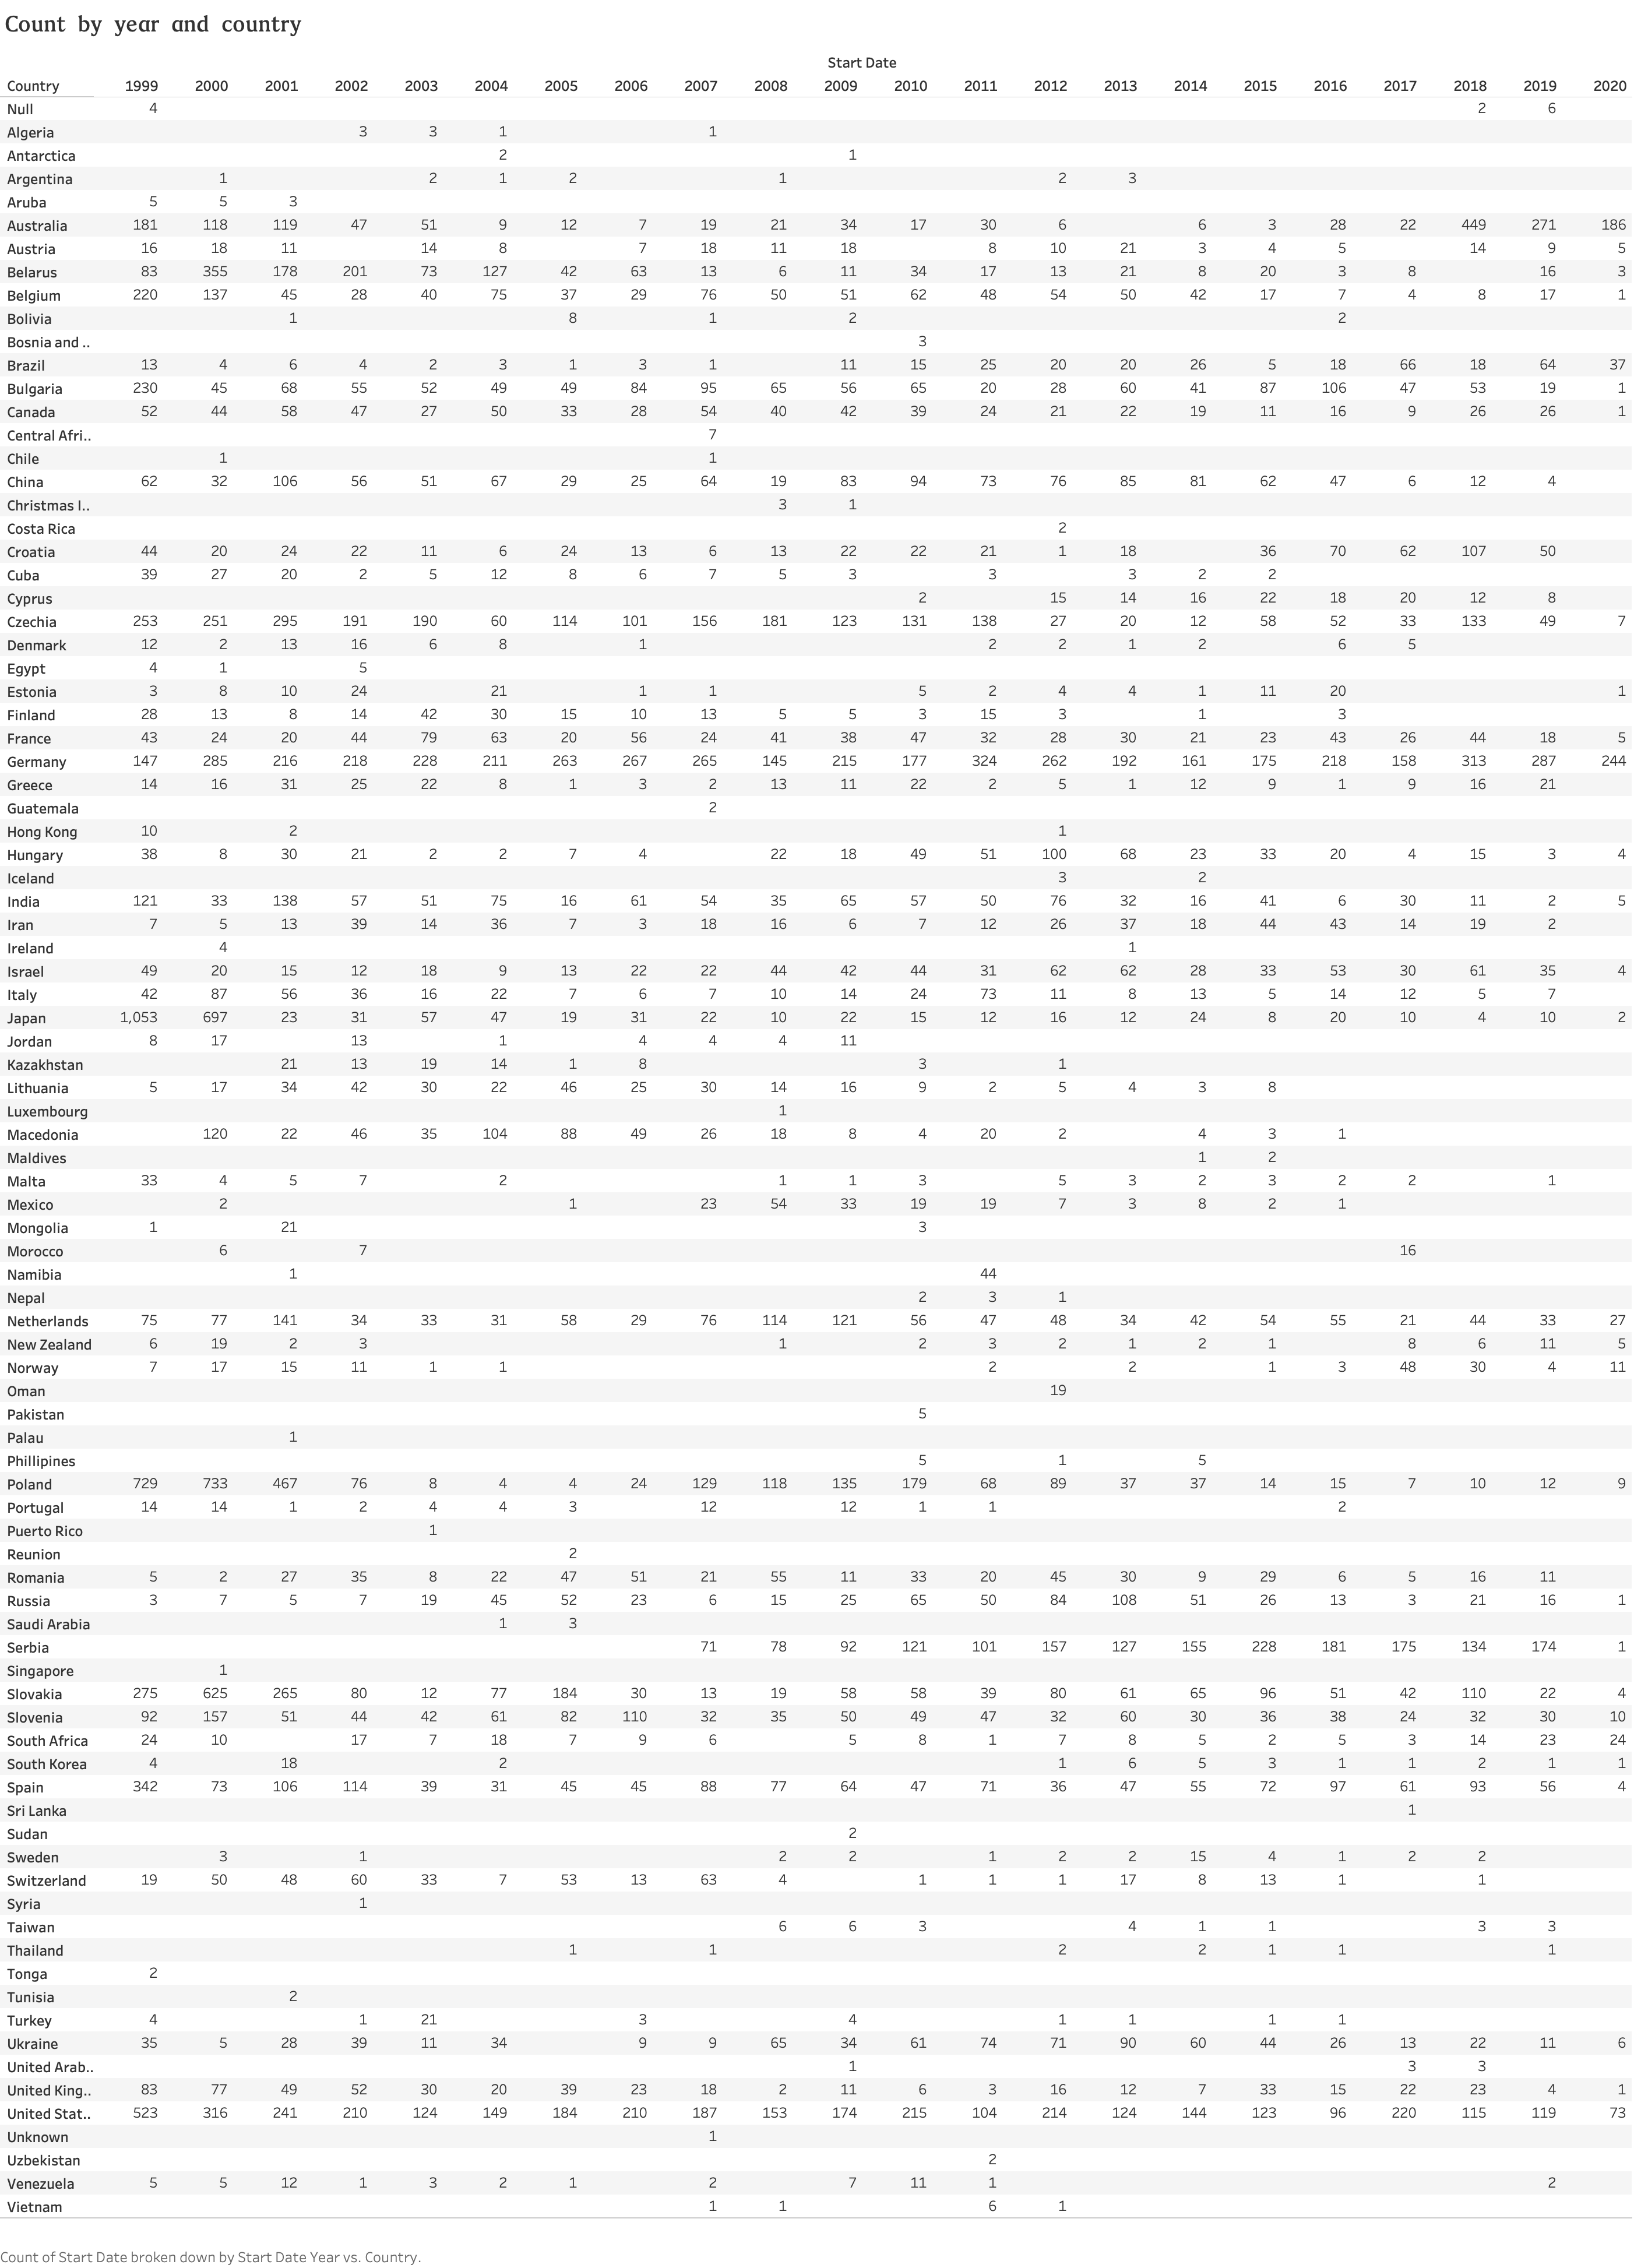 Count by year and country
Start Date
Country 1999 2000 2001 2002 2003 2004 2005 2006 2007 2008 2009 2010 2011 2012 2013 2014 2015 2016 2017 2018 2019 2020
Null 4 2 6
Algeria 3 3 1 1
Antarctica 2 1
Argentina 1 2 1 2 1 2 3
Aruba 5 5 3
Australia 181 118 119 47 51 9 12 7 19 21 34 17 30 6 6 3 28 22 449 271 186
Austria 16 18 11 14 8 7 18 11 18 8 10 21 3 4 5 14 9 5
Belarus 83 355 178 201 73 127 42 63 13 6 11 34 17 13 21 8 20 3 8 16 3
Belgium 220 137 45 28 40 75 37 29 76 50 51 62 48 54 50 42 17 7 4 8 17 1
Bolivia 1 8 1 2 2
Bosnia and .. 3
Brazil 13 4 6 4 2 3 1 3 1 11 15 25 20 20 26 5 18 66 18 64 37
Bulgaria 230 45 68 55 52 49 49 84 95 65 56 65 20 28 60 41 87 106 47 53 19 1
Canada 52 44 58 47 27 50 33 28 54 40 42 39 24 21 22 19 11 16 9 26 26 1
Central Afri.. 7
Chile 1 1
China 62 32 106 56 51 67 29 25 64 19 83 94 73 76 85 81 62 47 6 12 4
Christmas I.. 3 1
Costa Rica 2
Croatia 44 20 24 22 11 6 24 13 6 13 22 22 21 1 18 36 70 62 107 50
Cuba 39 27 20 2 5 12 8 6 7 5 3 3 3 2 2
Cyprus 2 15 14 16 22 18 20 12 8
Czechia 253 251 295 191 190 60 114 101 156 181 123 131 138 27 20 12 58 52 33 133 49 7
Denmark 12 2 13 16 6 8 1 2 2 1 2 6 5
Egypt 4 1 5
Estonia 3 8 10 24 21 1 1 5 2 4 4 1 11 20 1
Finland 28 13 8 14 42 30 15 10 13 5 5 3 15 3 1 3
France 43 24 20 44 79 63 20 56 24 41 38 47 32 28 30 21 23 43 26 44 18 5
Germany 147 285 216 218 228 211 263 267 265 145 215 177 324 262 192 161 175 218 158 313 287 244
Greece 14 16 31 25 22 8 1 3 2 13 11 22 2 5 1 12 9 1 9 16 21
Guatemala 2
Hong Kong 10 2 1
Hungary 38 8 30 21 2 2 7 4 22 18 49 51 100 68 23 33 20 4 15 3 4
Iceland 3 2
India 121 33 138 57 51 75 16 61 54 35 65 57 50 76 32 16 41 6 30 11 2 5
Iran 7 5 13 39 14 36 7 3 18 16 6 7 12 26 37 18 44 43 14 19 2
Ireland 4 1
Israel 49 20 15 12 18 9 13 22 22 44 42 44 31 62 62 28 33 53 30 61 35 4
Italy 42 87 56 36 16 22 7 6 7 10 14 24 73 11 8 13 5 14 12 5 7
Japan 1,053 697 23 31 57 47 19 31 22 10 22 15 12 16 12 24 8 20 10 4 10 2
Jordan 8 17 13 1 4 4 4 11
Kazakhstan 21 13 19 14 1 8 3 1
Lithuania 5 17 34 42 30 22 46 25 30 14 16 9 2 5 4 3 8
Luxembourg 1
Macedonia 120 22 46 35 104 88 49 26 18 8 4 20 2 4 3 1
Maldives 1 2
Malta 33 4 5 7 2 1 1 3 5 3 2 3 2 2 1
Mexico 2 1 23 54 33 19 19 7 3 8 2 1
Mongolia 1 21 3
Morocco 6 7 16
Namibia 1 44
Nepal 2 3 1
Netherlands 75 77 141 34 33 31 58 29 76 114 121 56 47 48 34 42 54 55 21 44 33 27
New Zealand 6 19 2 3 1 2 3 2 1 2 1 8 6 11 5
Norway 7 17 15 11 1 1 2 2 1 3 48 30 4 11
Oman 19
Pakistan 5
Palau 1
Phillipines 5 1 5
Poland 729 733 467 76 8 4 4 24 129 118 135 179 68 89 37 37 14 15 7 10 12 9
Portugal 14 14 1 2 4 4 3 12 12 1 1 2
Puerto Rico 1
Reunion 2
Romania 5 2 27 35 8 22 47 51 21 55 11 33 20 45 30 9 29 6 5 16 11
Russia 3 7 5 7 19 45 52 23 6 15 25 65 50 84 108 51 26 13 3 21 16 1
Saudi Arabia 1 3
Serbia 71 78 92 121 101 157 127 155 228 181 175 134 174 1
Singapore 1
Slovakia 275 625 265 80 12 77 184 30 13 19 58 58 39 80 61 65 96 51 42 110 22 4
Slovenia 92 157 51 44 42 61 82 110 32 35 50 49 47 32 60 30 36 38 24 32 30 10
South Africa 24 10 17 7 18 7 9 6 5 8 1 7 8 5 2 5 3 14 23 24
South Korea 4 18 2 1 6 5 3 1 1 2 1 1
Spain 342 73 106 114 39 31 45 45 88 77 64 47 71 36 47 55 72 97 61 93 56 4
Sri Lanka 1
Sudan 2
Sweden 3 1 2 2 1 2 2 15 4 1 2 2
Switzerland 19 50 48 60 33 7 53 13 63 4 1 1 1 17 8 13 1 1
Syria 1
Taiwan 6 6 3 4 1 1 3 3
Thailand 1 1 2 2 1 1 1
Tonga 2
Tunisia 2
Turkey 4 1 21 3 4 1 1 1 1
Ukraine 35 5 28 39 11 34 9 9 65 34 61 74 71 90 60 44 26 13 22 11 6
United Arab.. 1 3 3
United King.. 83 77 49 52 30 20 39 23 18 2 11 6 3 16 12 7 33 15 22 23 4 1
United Stat.. 523 316 241 210 124 149 184 210 187 153 174 215 104 214 124 144 123 96 220 115 119 73
Unknown 1
Uzbekistan 2
Venezuela 5 5 12 1 3 2 1 2 7 11 1 2
Vietnam 1 1 6 1
Count of Start Date broken down by Start Date Year vs. Country.